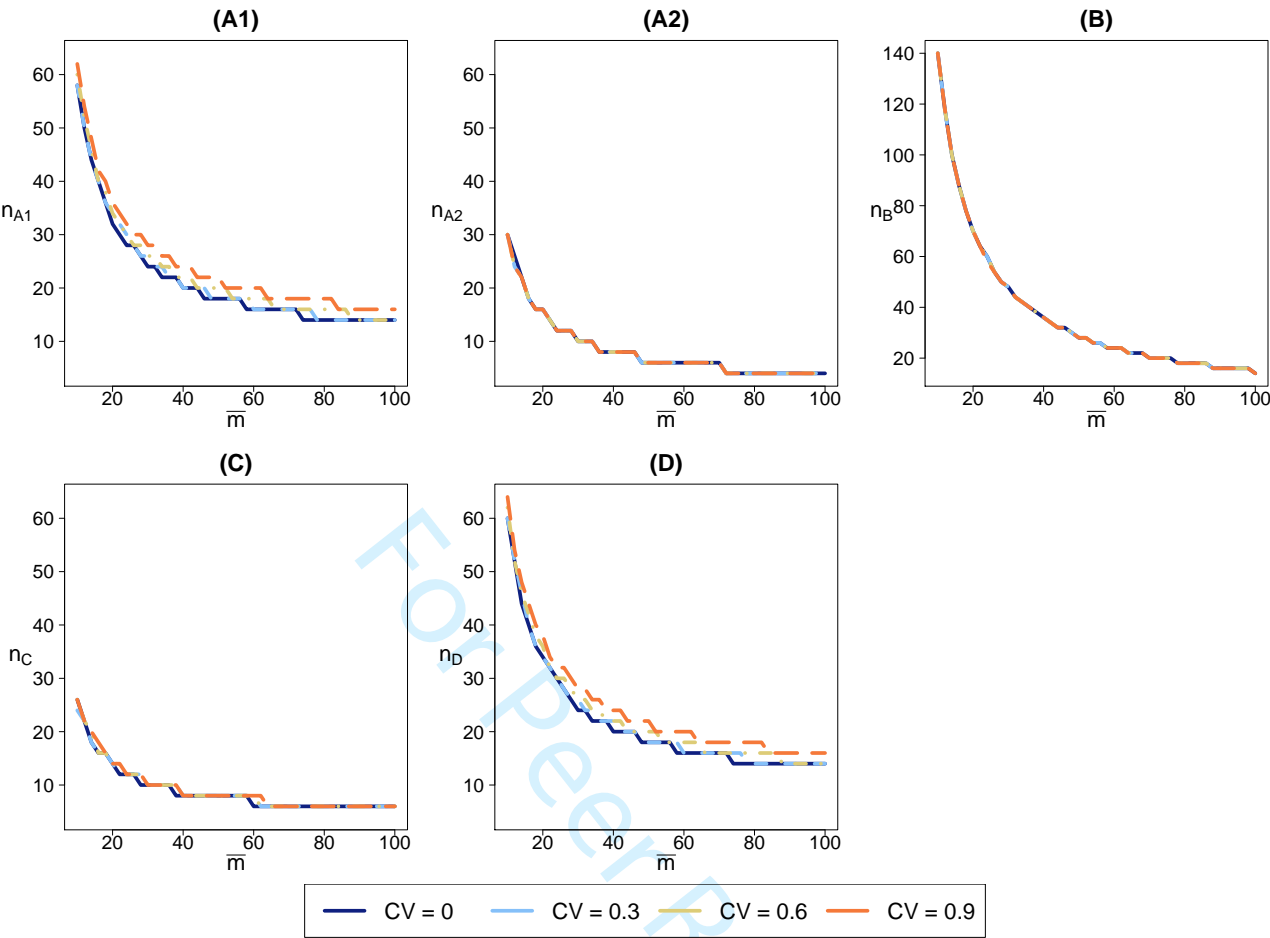 (A1) (A2) (B)
60 60 140
50 50 120
40 40 100
n_A1 n_A2 n_B 80
30 30 60
20 20 40
10 10 20
20 40 60 80 100 20 40 60 80 100 20 40 60 80 100
m̅ m̅ m̅
(C) (D)
60 60
50 50
40 40
n_C n_D
30 30
20 20
10 10
20 40 60 80 100 20 40 60 80 100
m̅ m̅
For Peer R
CV = 0 CV = 0.3 CV = 0.6 CV = 0.9